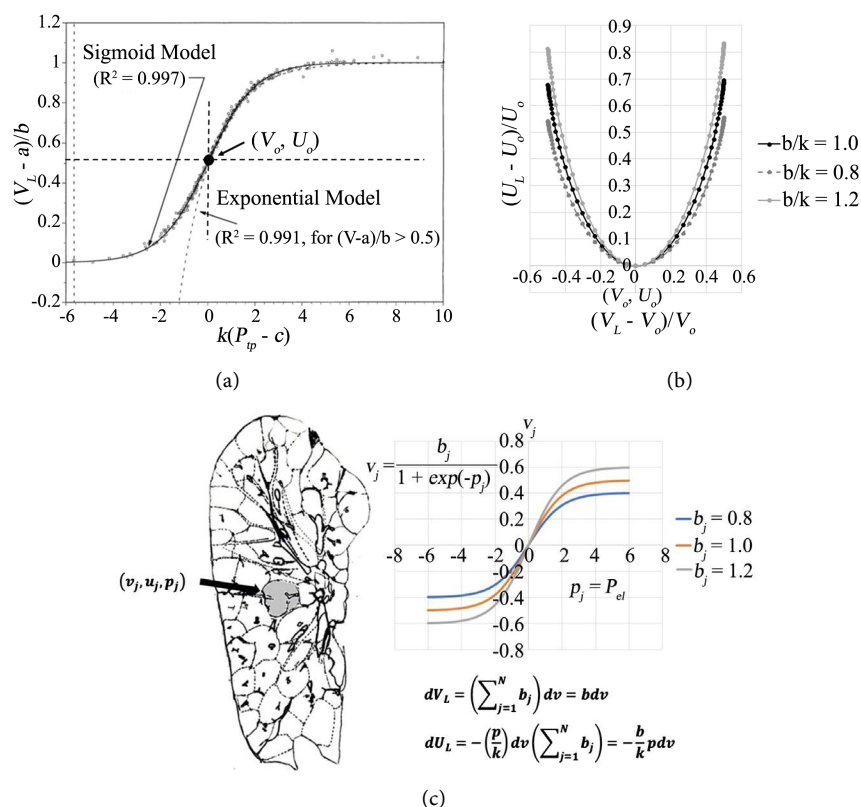 1.2
1.0
0.8
0.6
0.4
0.2
0
-0.2
(V_L - a)/b
Sigmoid Model
(R² = 0.997)
(V_o, U_o)
Exponential Model
(R² = 0.991, for (V-a)/b > 0.5)
-6 -4 -2 0 2 4 6 8 10
k(P_tp - c)
(a)
0.9
0.8
0.7
0.6
0.5
0.4
0.3
0.2
0.1
0
(U_L - U_o)/U_o
-0.6 -0.4 -0.2 0 0.2 0.4 0.6
(V_o, U_o)
(V_L - V_o)/V_o
b/k = 1.0
b/k = 0.8
b/k = 1.2
(b)
(v_j, u_j, p_j)
v_j = b_j / 1 + exp(-p_j)
v_j
0.8
0.6
0.4
0.2
0
-0.2
-0.4
-0.6
-0.8
-8 -6 -4 -2 0 2 4 6 8
p_j = P_el
b_j = 0.8
b_j = 1.0
b_j = 1.2
dV_L = (∑_{j=1}^N b_j) dv = bdv
dU_L = -(p/k) dv (∑_{j=1}^N b_j) = -b/k pdv
(c)